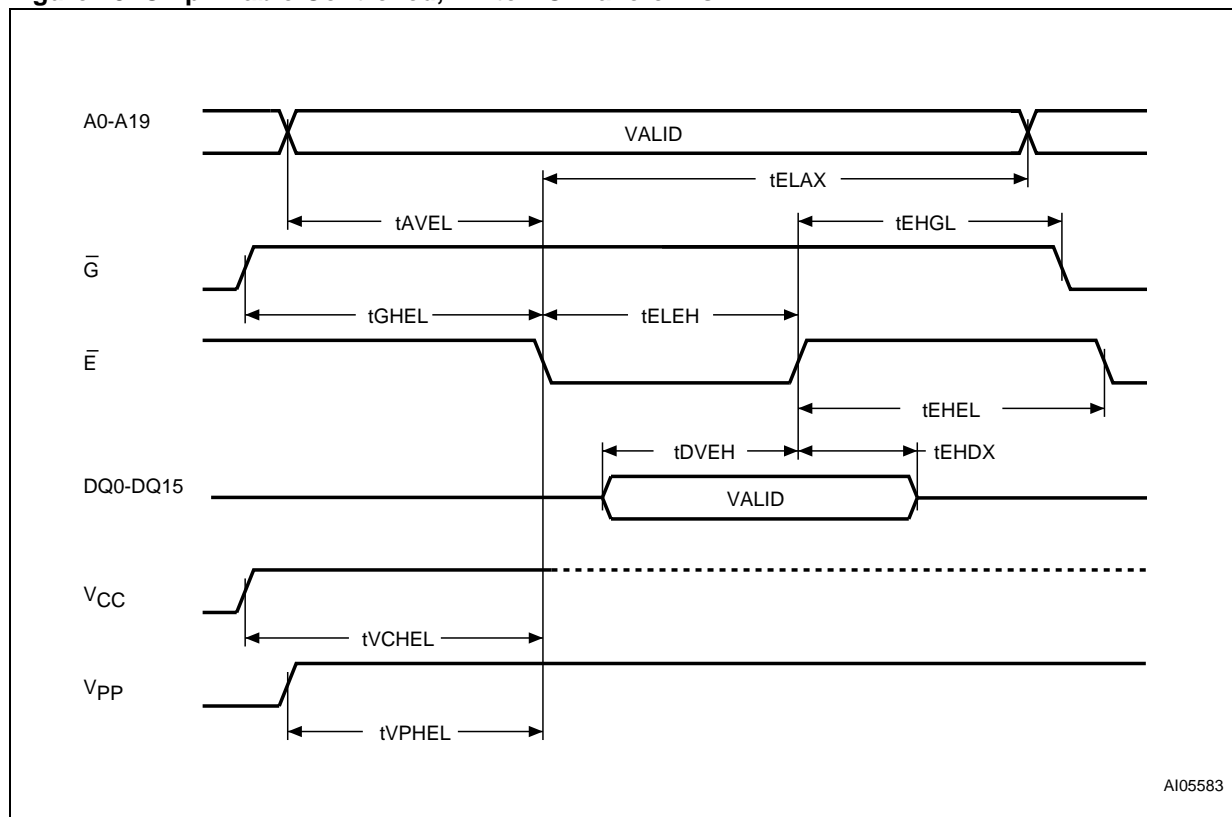 A0-A19
VALID
tELAX
tAVEL
tEHGL
G̅
tGHEL
tELEH
E̅
tEHEL
tDVEH
tEHDX
DQ0-DQ15
VALID
VCC
tVCHEL
VPP
tVPHEL
AI05583